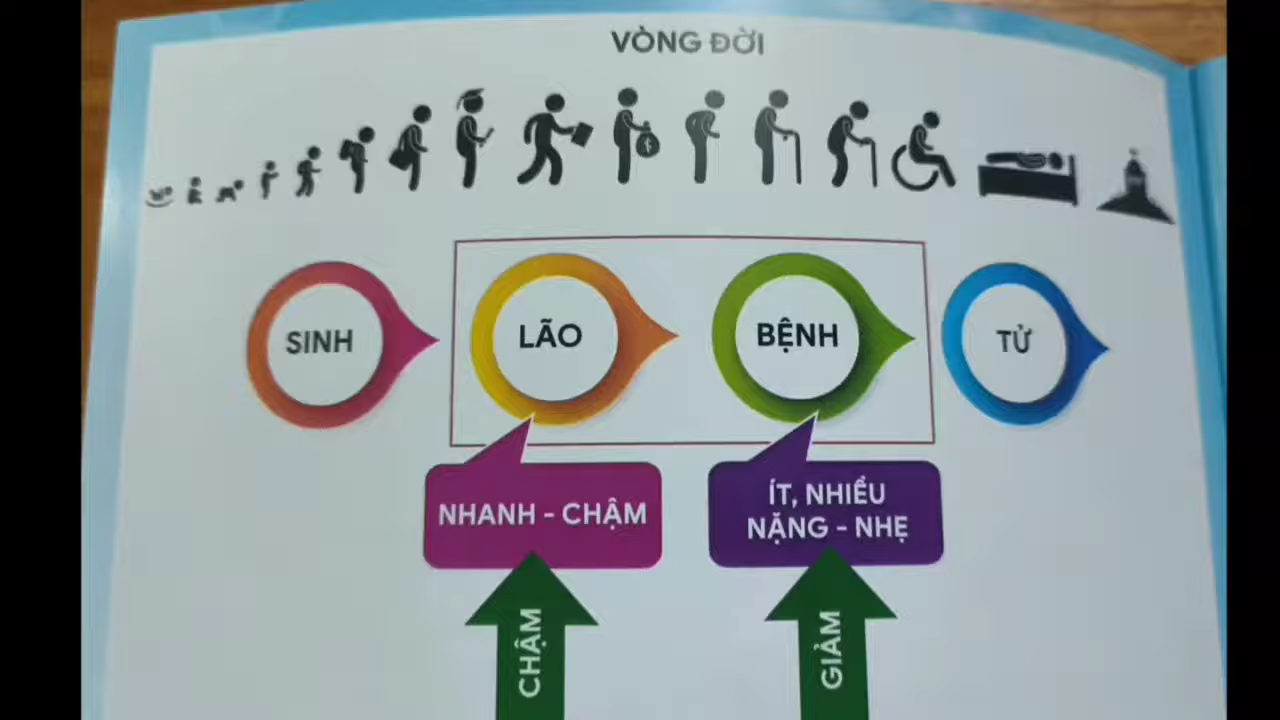 VÒNG ĐỜI
SINH
LÃO
BỆNH
TỬ
NHANH - CHẬM
ÍT, NHIỀU
NẶNG - NHẸ
CHẬM
GIẢM